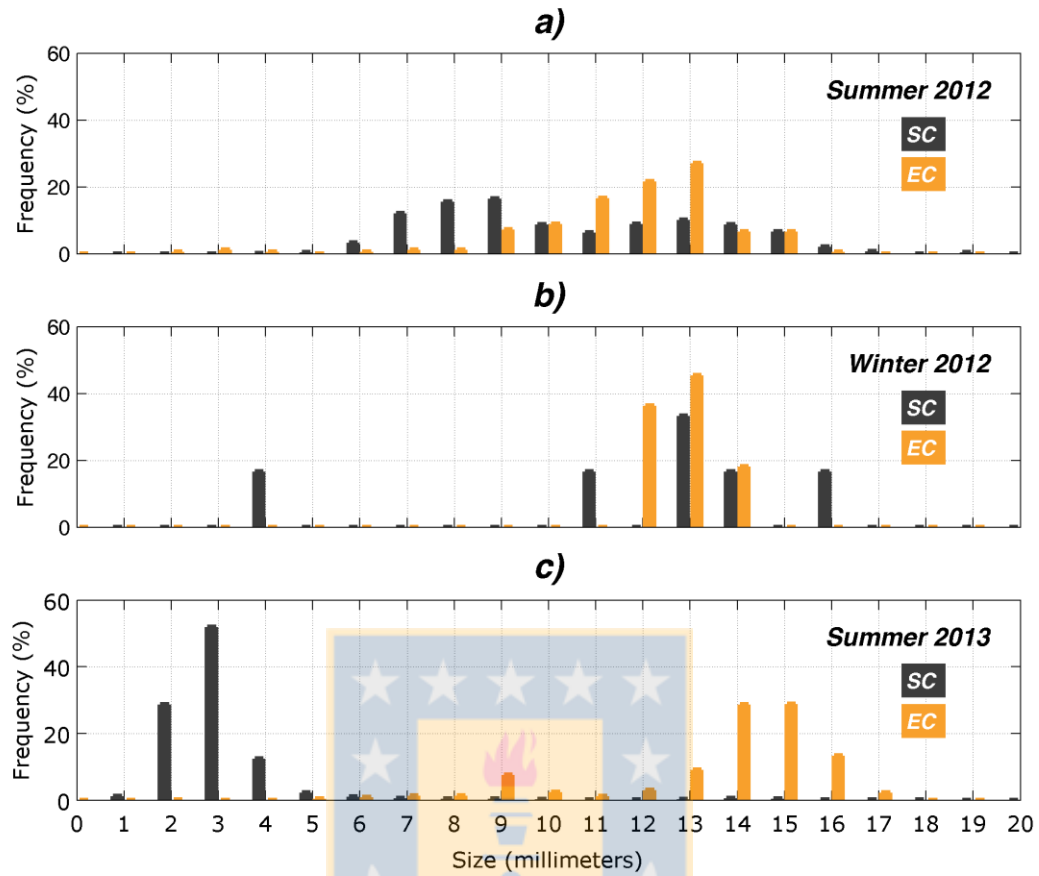 a)
Frequency (%)
60
40
20
0
Summer 2012
SC
EC
b)
Frequency (%)
60
40
20
0
Winter 2012
SC
EC
c)
Frequency (%)
60
40
20
0
Summer 2013
SC
EC
0 1 2 3 4 5 6 7 8 9 10 11 12 13 14 15 16 17 18 19 20
Size (millimeters)